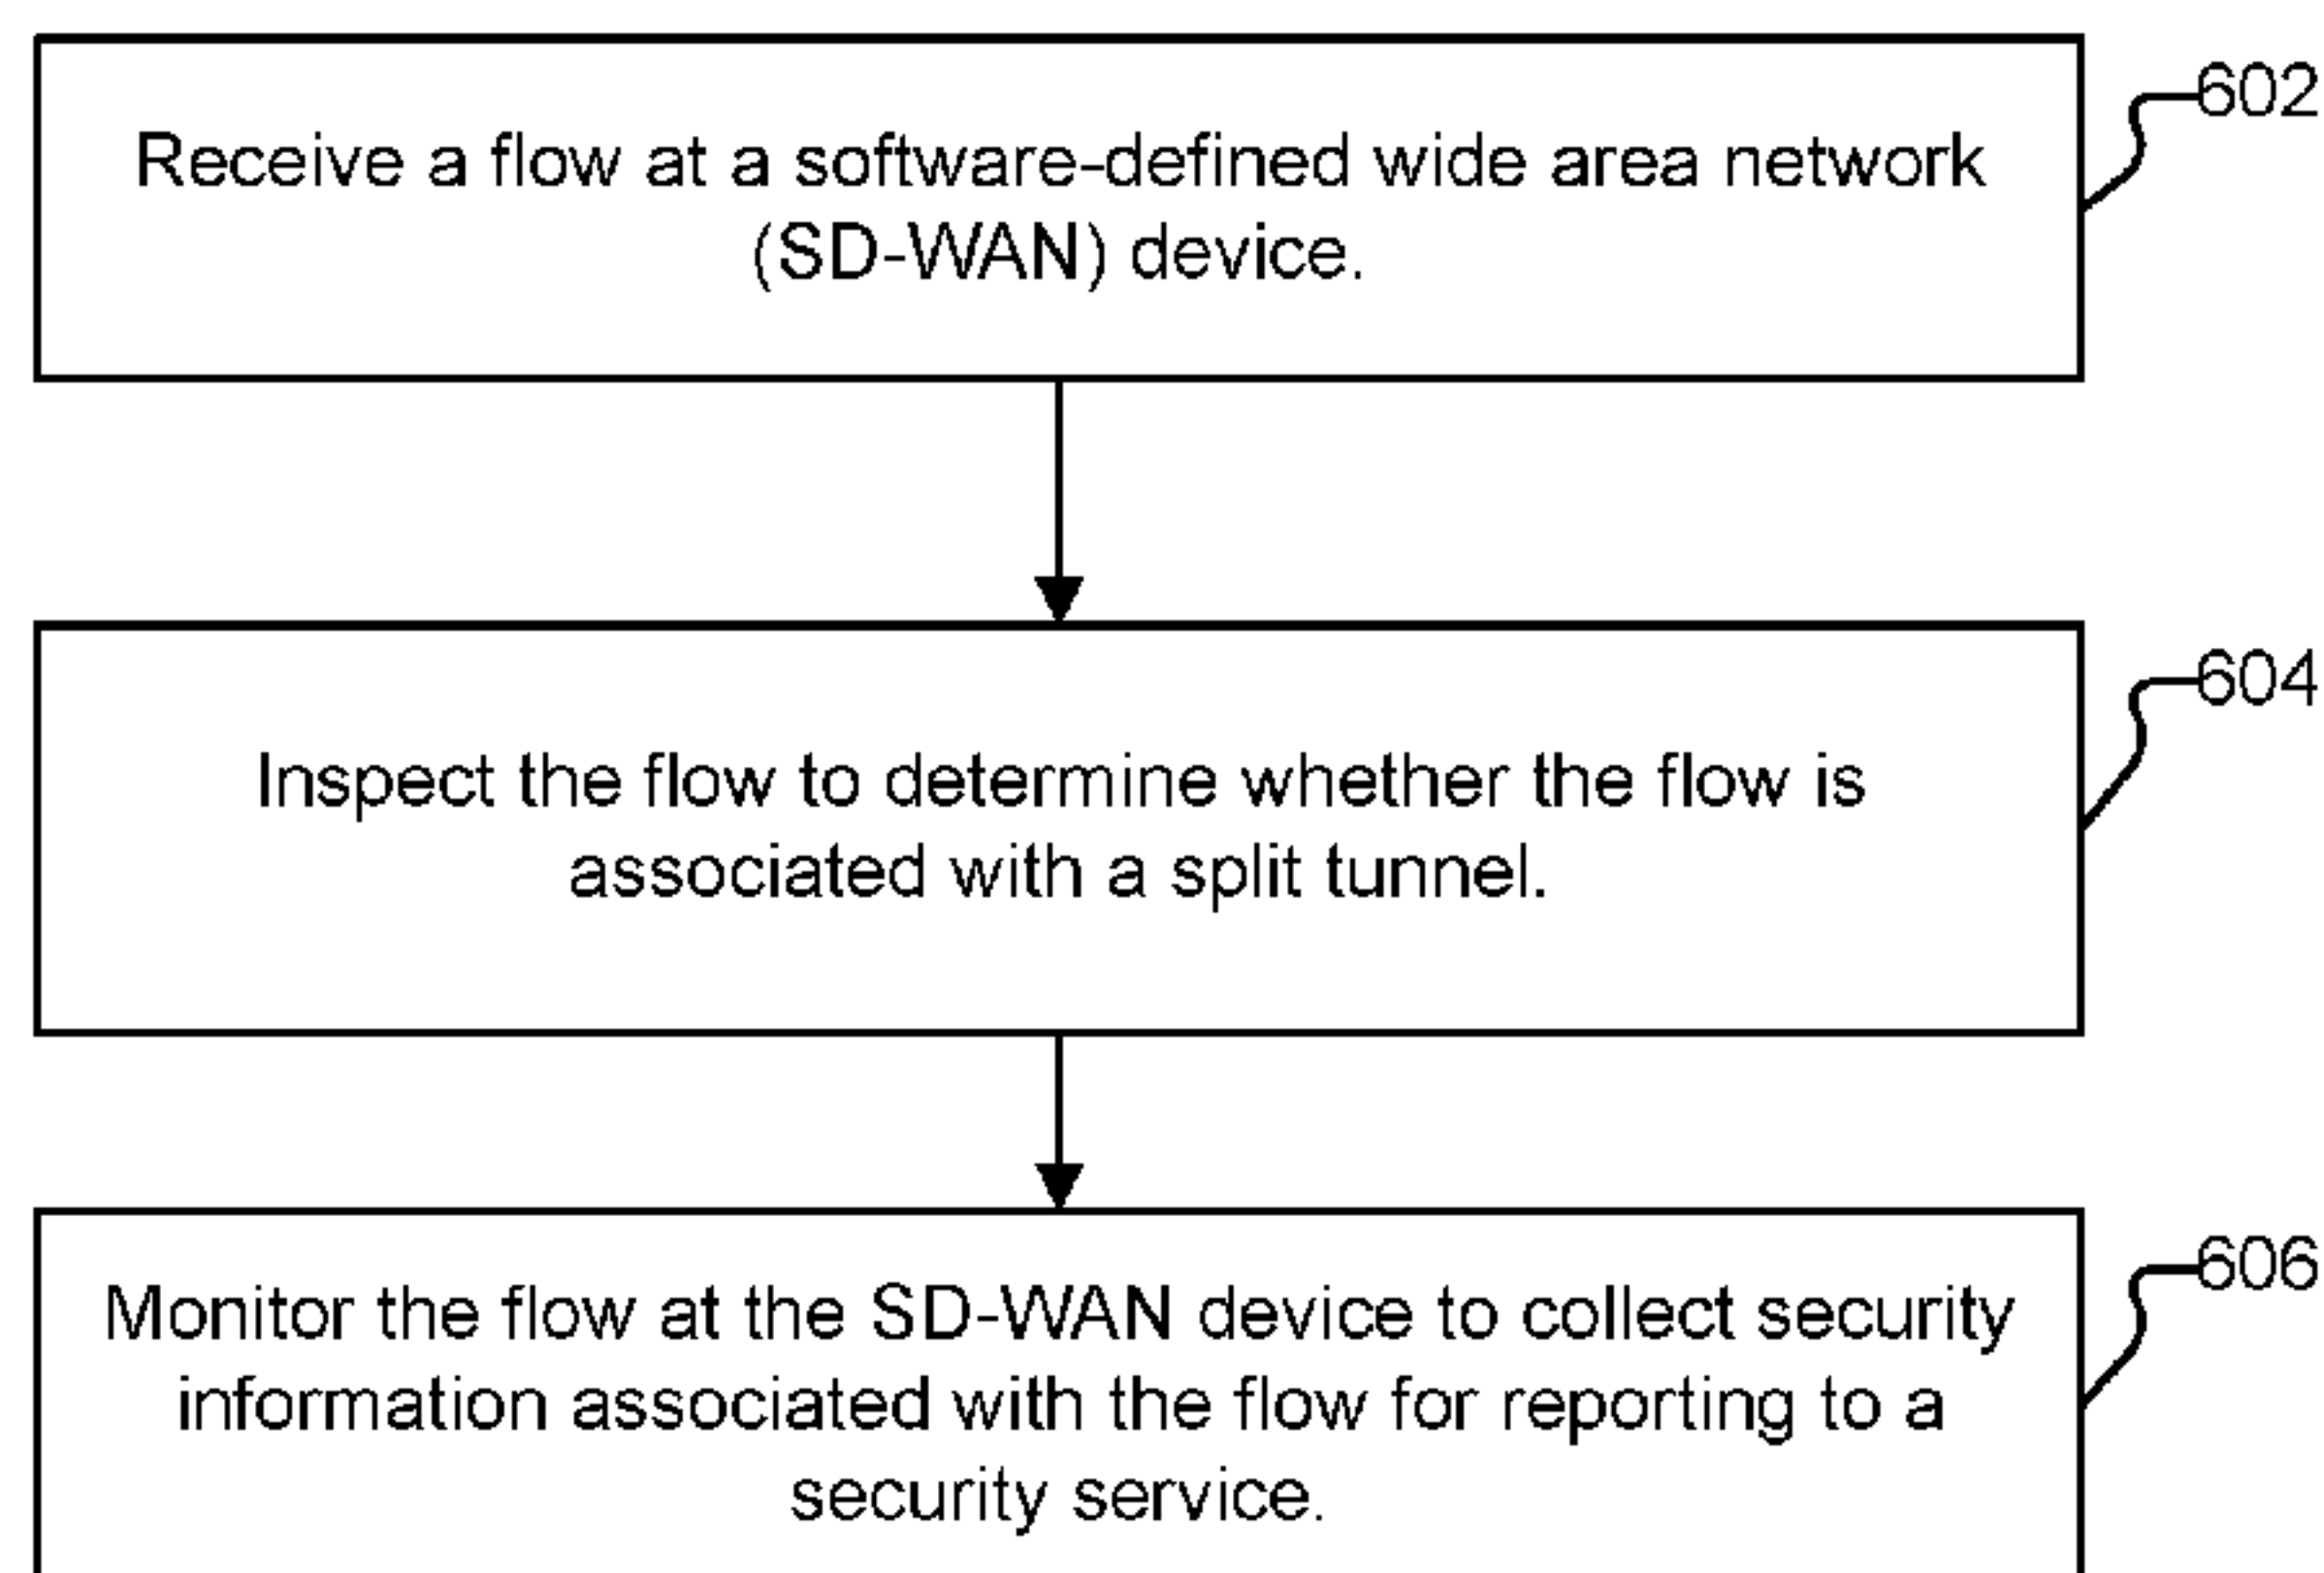 602
Receive a flow at a software-defined wide area network
(SD-WAN) device.
604
Inspect the flow to determine whether the flow is
associated with a split tunnel.
606
Monitor the flow at the SD-WAN device to collect security
information associated with the flow for reporting to a
security service.